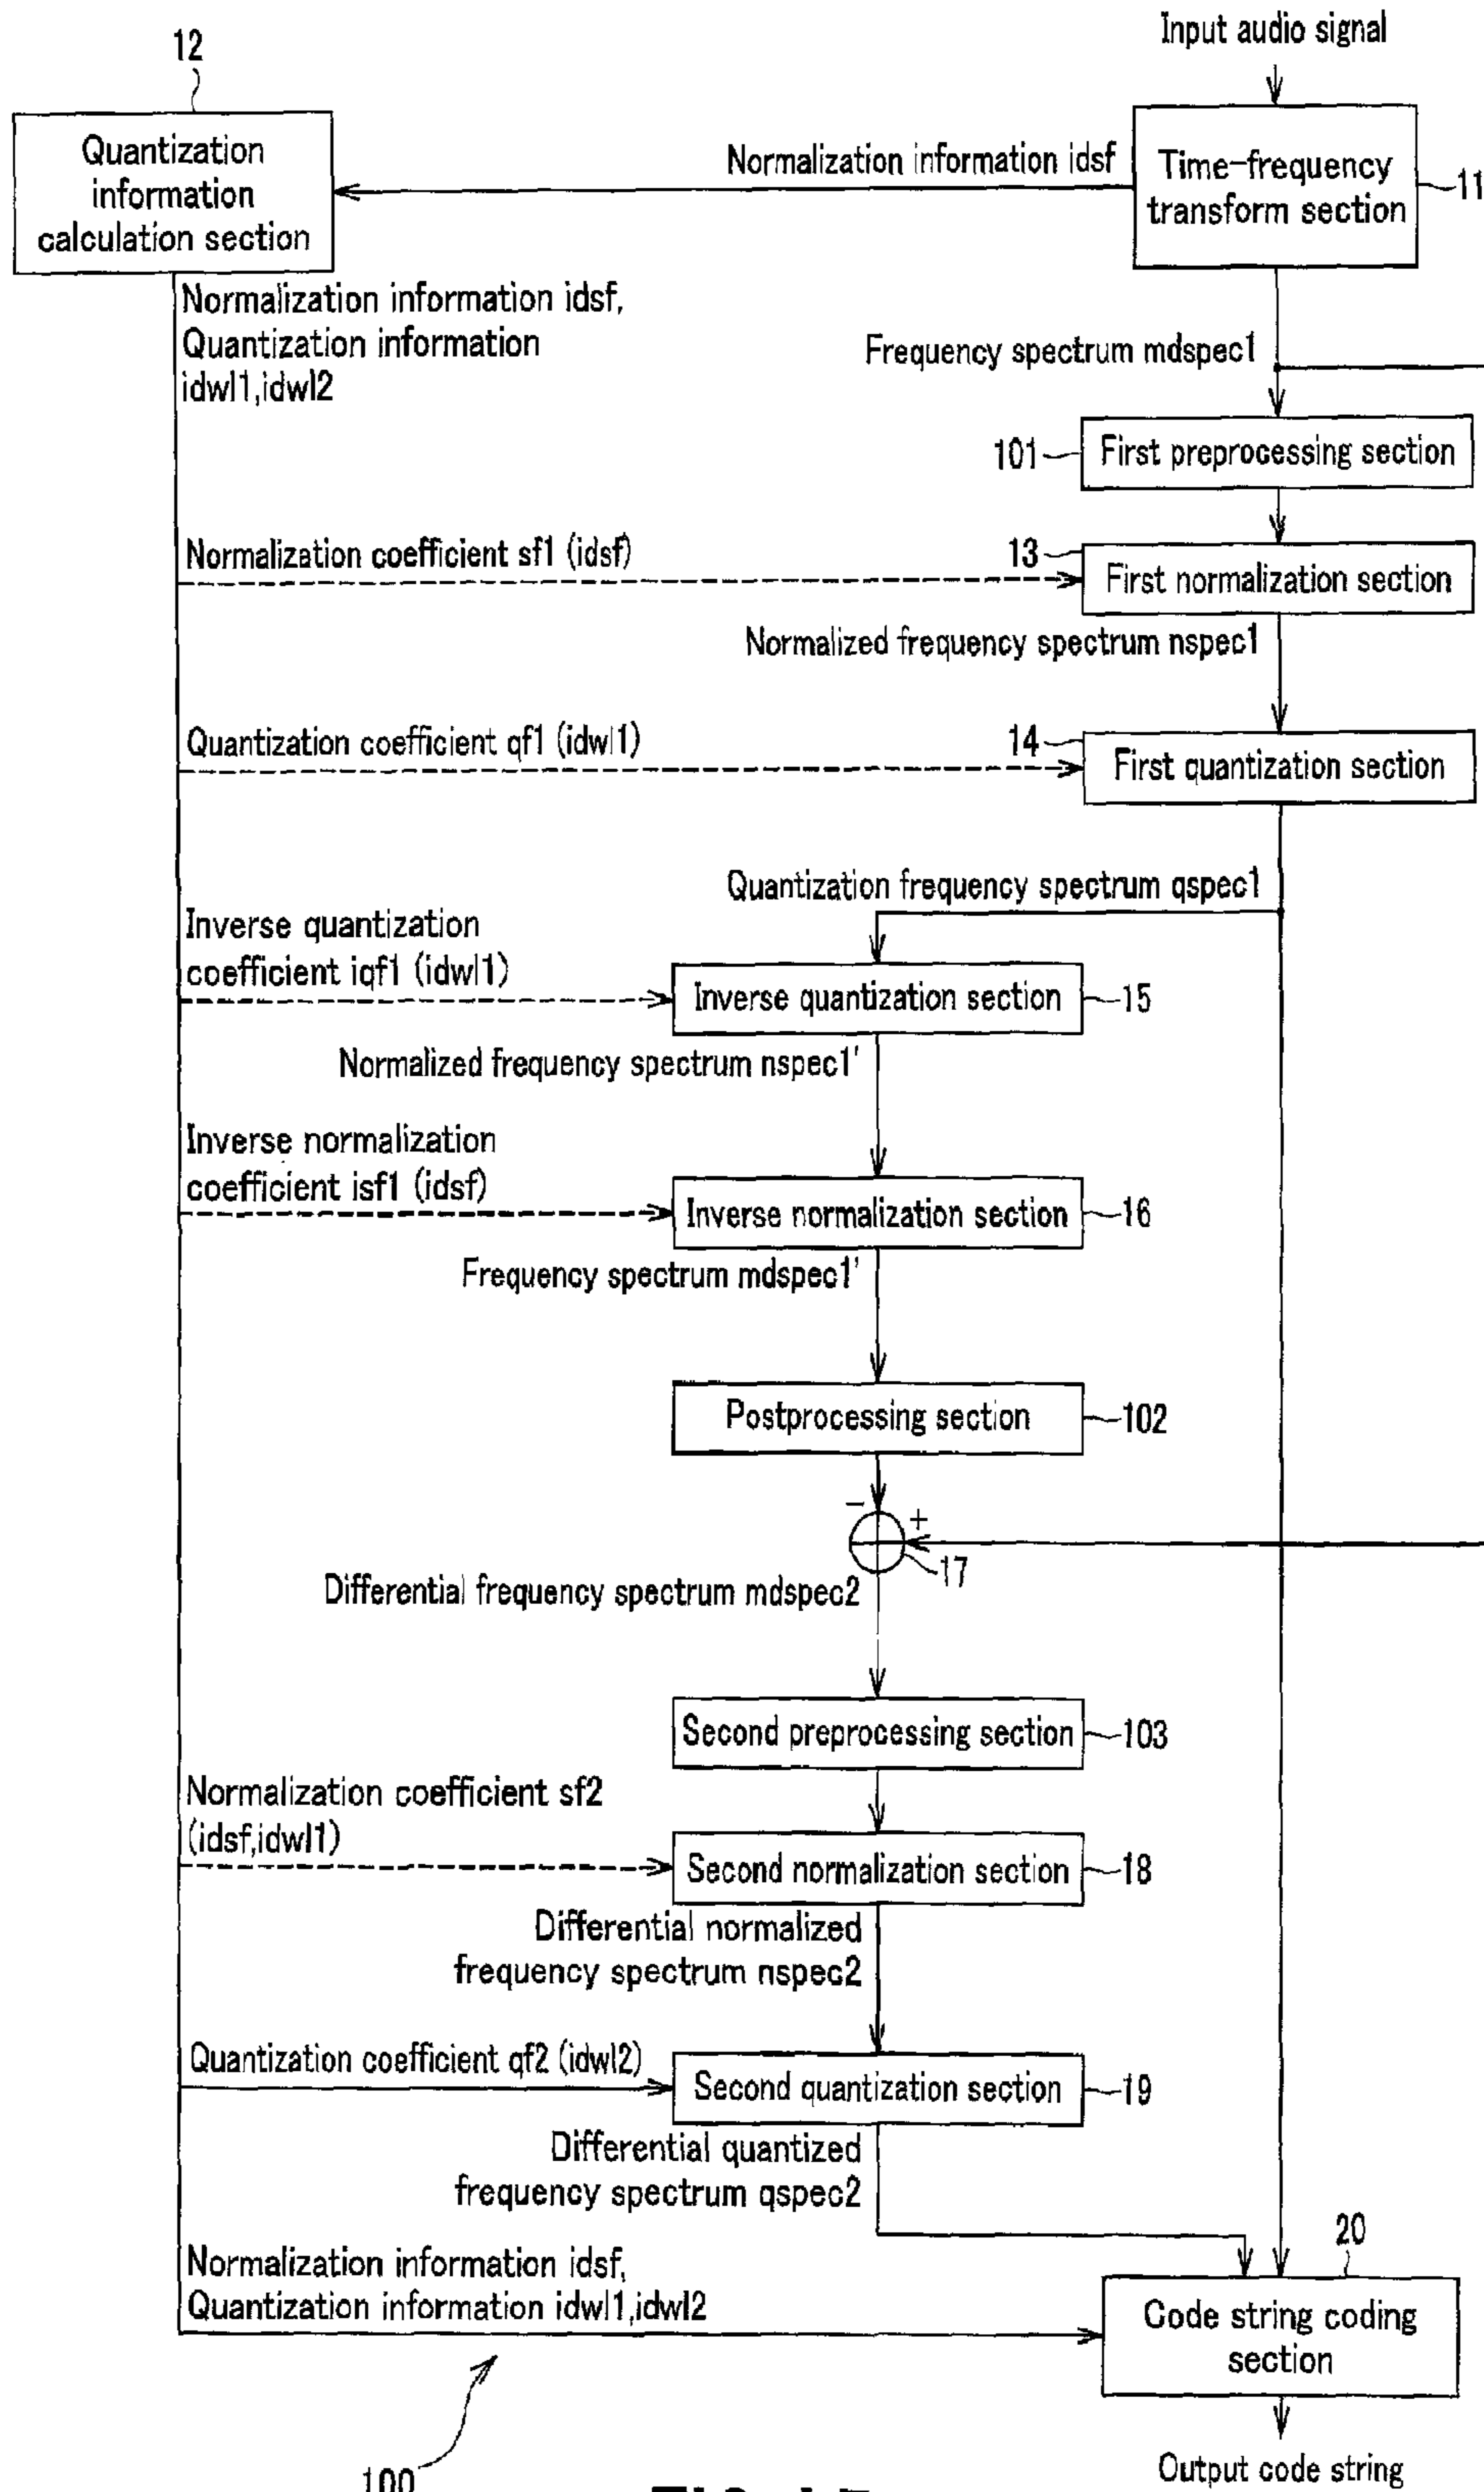 Input audio signal
12
Quantization
information
calculation section
Normalization information idsf
Time-frequency
transform section
11
Normalization information idsf,
Quantization information
idwl1,idwl2
Frequency spectrum mdspec1
101
First preprocessing section
Normalization coefficient sf1 (idsf)
13
First normalization section
Normalized frequency spectrum nspec1
Quantization coefficient qf1 (idwl1)
14
First quantization section
Quantization frequency spectrum qspec1
Inverse quantization
coefficient iqf1 (idwl1)
Inverse quantization section
15
Normalized frequency spectrum nspec1'
Inverse normalization
coefficient isf1 (idsf)
Inverse normalization section
16
Frequency spectrum mdspec1'
Postprocessing section
102
−
+
17
Differential frequency spectrum mdspec2
Second preprocessing section
103
Normalization coefficient sf2
(idsf,idwl1)
Second normalization section
18
Differential normalized
frequency spectrum nspec2
Quantization coefficient qf2 (idwl2)
Second quantization section
19
Differential quantized
frequency spectrum qspec2
20
Normalization information idsf,
Quantization information idwl1,idwl2
Code string coding
section
100
Output code string